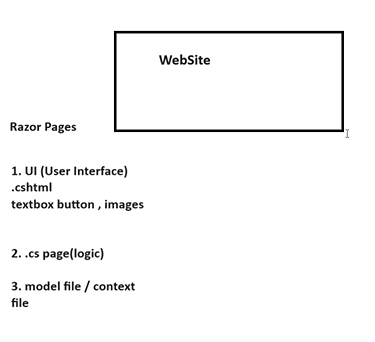 WebSite
Razor Pages
1. UI (User Interface)
.cshtml
textbox button , images
2. .cs page(logic)
3. model file / context
file